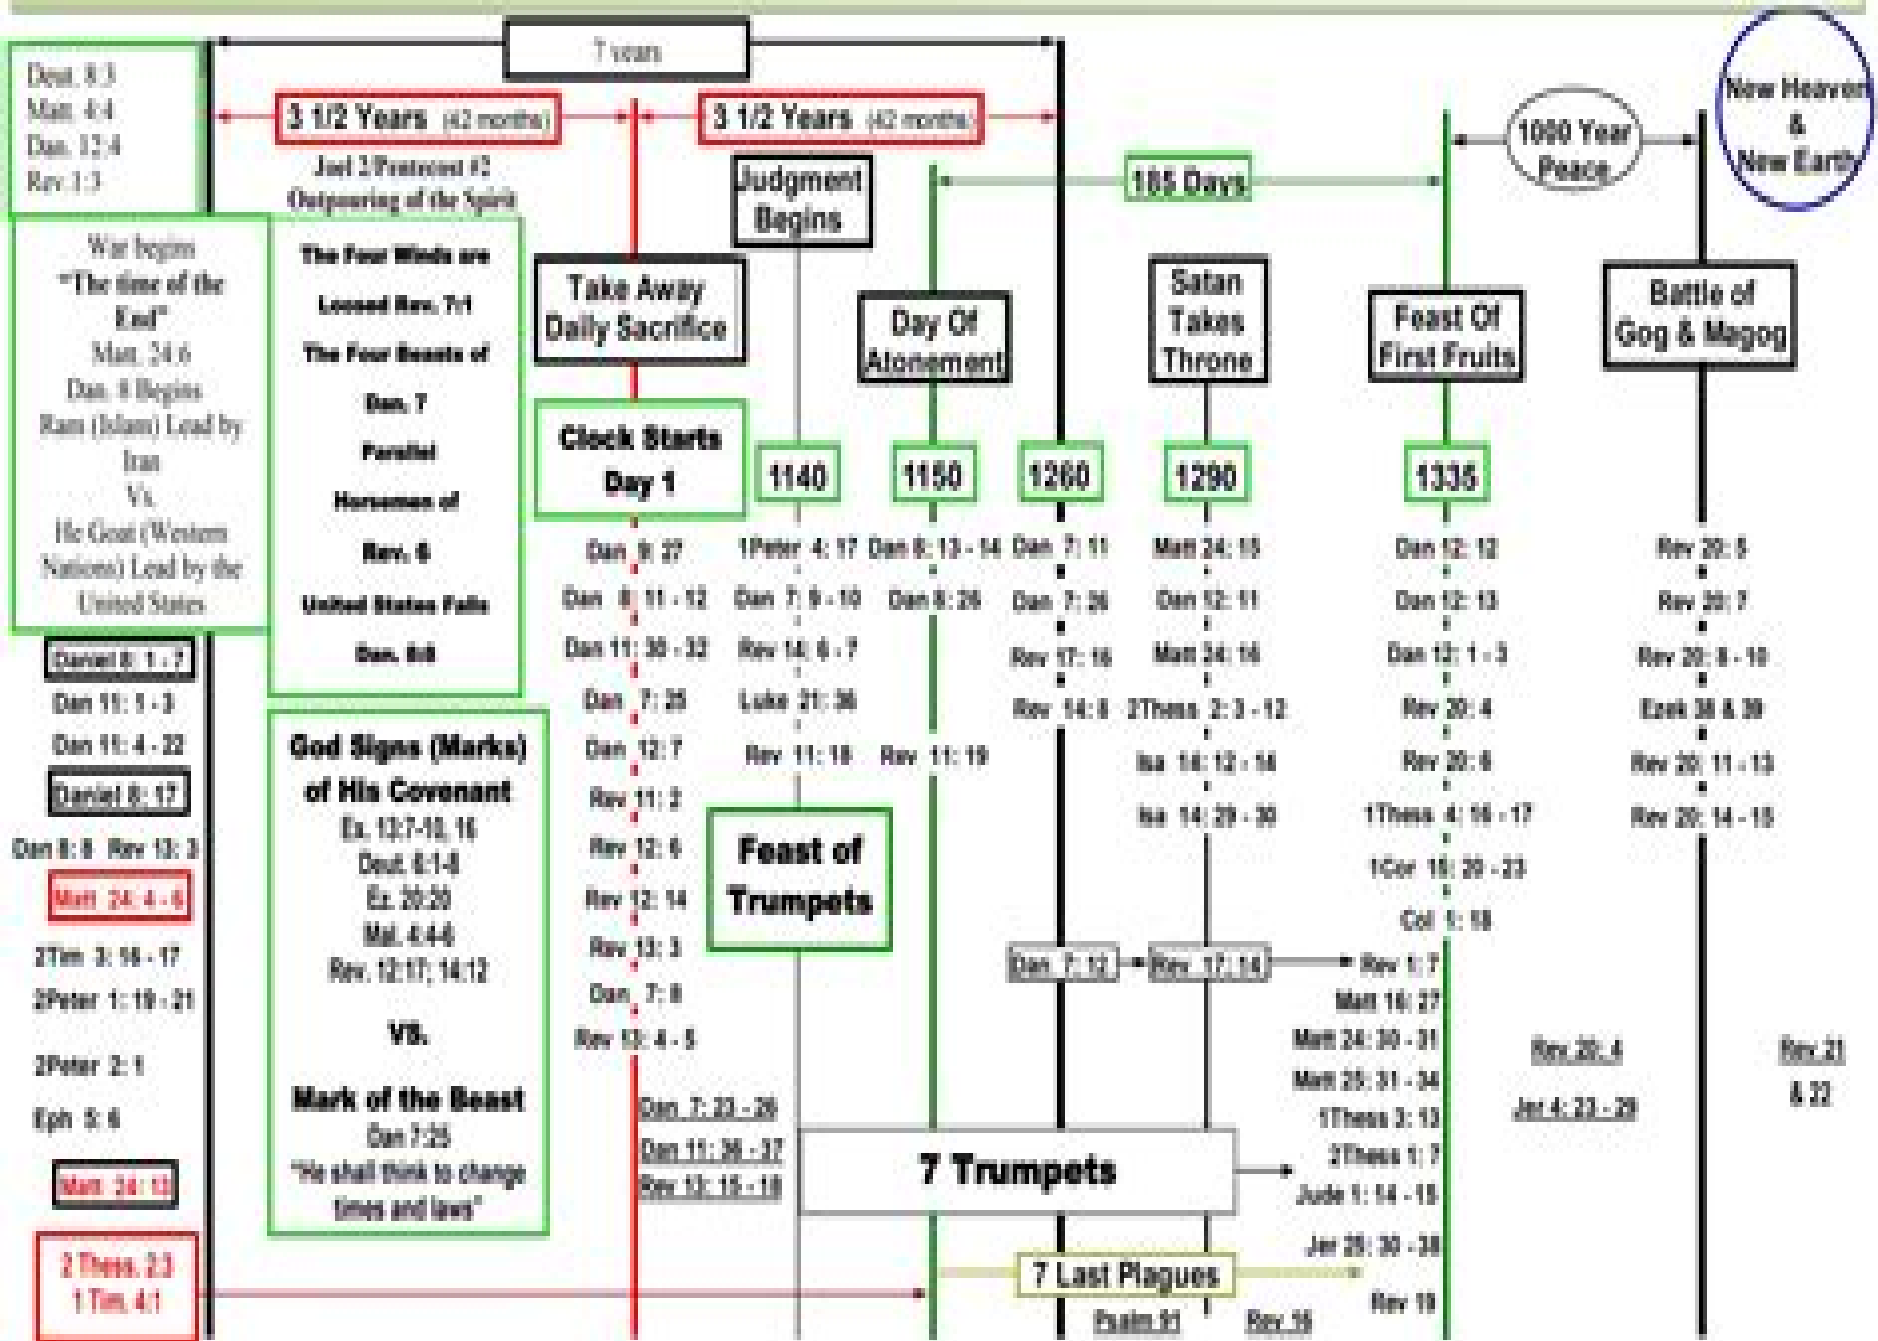 7 years
Deut. 8:3
Matt. 4:4
Dan. 12:4
Rev. 1:3
3 1/2 Years (42 months)
3 1/2 Years (42 months)
Joel 2/Pentecost #2
Outpouring of the Spirit
Judgment
Begins
185 Days
1000 Year
Peace
New Heaven
&
New Earth
War begins
"The time of the
End"
Matt. 24:6
Dan. 8 Begins
Ram (Islam) Lead by
Iran
Vs.
He Goat (Western
Nations) Lead by the
United States
The Four Winds are
Loosed Rev. 7:1
The Four Beasts of
Dan. 7
Parallel
Horsemen of
Rev. 6
United States Falls
Dan. 8:8
Take Away
Daily Sacrifice
Day Of
Atonement
Satan
Takes
Throne
Feast Of
First Fruits
Battle of
Gog & Magog
Clock Starts
Day 1
1140
1150
1260
1290
1335
Daniel 8: 1 - 7
Dan 11: 1 - 3
Dan 11: 4 - 22
Daniel 8: 17
Dan 8: 8 Rev 13: 3
Matt 24: 4 - 6
2Tim 3: 16 - 17
2Peter 1: 19 - 21
2Peter 2: 1
Eph 5: 6
Matt 24: 13
2 Thess. 2:3
1 Tim. 4:1
God Signs (Marks)
of His Covenant
Ex. 13:7-10, 16
Deut. 6:1-8
Ex. 20:20
Mal. 4:4-6
Rev. 12:17; 14:12
VS.
Mark of the Beast
Dan 7:25
"He shall think to change
times and laws"
Dan 9: 27
Dan 8: 11 - 12
Dan 11: 30 - 32
Dan 7: 25
Dan 12: 7
Rev 11: 2
Rev 12: 6
Rev 12: 14
Rev 13: 3
Dan 7: 8
Rev 13: 4 - 5
Dan 7: 23 - 26
Dan 11: 36 - 37
Rev 13: 15 - 18
1Peter 4: 17
Dan 7: 9 - 10
Rev 14: 6 - 7
Luke 21: 36
Rev 11: 18
Feast of
Trumpets
Dan 8: 13 - 14
Dan 8: 26
Rev 11: 19
Dan 7: 11
Dan 7: 26
Rev 17: 16
Rev 14: 8
Matt 24: 15
Dan 12: 11
Matt 24: 16
2Thess 2: 3 - 12
Isa 14: 12 - 14
Isa 14: 29 - 30
Dan 7: 12
Rev 17: 14
7 Trumpets
7 Last Plagues
Psalm 91
Rev 16
Dan 12: 12
Dan 12: 13
Dan 12: 1 - 3
Rev 20: 4
Rev 20: 6
1Thess 4: 16 - 17
1Cor 15: 20 - 23
Col 1: 18
Rev 1: 7
Matt 16: 27
Matt 24: 30 - 31
Matt 25: 31 - 34
1Thess 3: 13
2Thess 1: 7
Jude 1: 14 - 15
Jer 25: 30 - 38
Rev 19
Rev 20: 5
Rev 20: 7
Rev 20: 8 - 10
Ezek 38 & 39
Rev 20: 11 - 13
Rev 20: 14 - 15
Rev 20: 4
Jer 4: 23 - 29
Rev 21
& 22